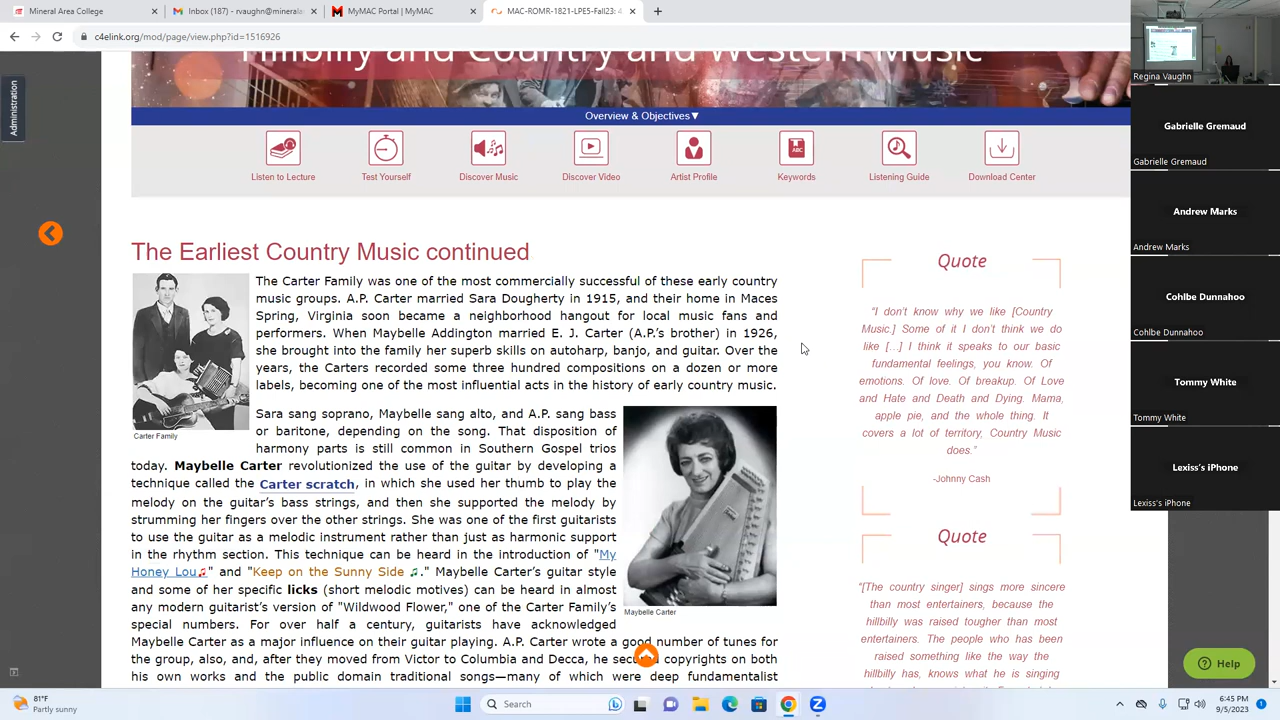 Mineral Area College
Inbox (187) - rvaughn@mineralar
MyMAC Portal | MyMAC
MAC-ROMR-1821-LPE5-Fall23: 4
c4elink.org/mod/page/view.php?id=1516926
Administration
Hillbilly and Country and Western Music
Overview & Objectives▼
Listen to Lecture
Test Yourself
Discover Music
Discover Video
Artist Profile
Keywords
Listening Guide
Download Center
The Earliest Country Music continued
The Carter Family was one of the most commercially successful of these early country
music groups. A.P. Carter married Sara Dougherty in 1915, and their home in Maces
Spring, Virginia soon became a neighborhood hangout for local music fans and
performers. When Maybelle Addington married E. J. Carter (A.P.'s brother) in 1926,
she brought into the family her superb skills on autoharp, banjo, and guitar. Over the
years, the Carters recorded some three hundred compositions on a dozen or more
labels, becoming one of the most influential acts in the history of early country music.
Carter Family
Sara sang soprano, Maybelle sang alto, and A.P. sang bass
or baritone, depending on the song. That disposition of
harmony parts is still common in Southern Gospel trios
today. Maybelle Carter revolutionized the use of the guitar by developing a
technique called the Carter scratch, in which she used her thumb to play the
melody on the guitar's bass strings, and then she supported the melody by
strumming her fingers over the other strings. She was one of the first guitarists
to use the guitar as a melodic instrument rather than just as harmonic support
in the rhythm section. This technique can be heard in the introduction of "My
Honey Lou" and "Keep on the Sunny Side ." Maybelle Carter's guitar style
and some of her specific licks (short melodic motives) can be heard in almost
any modern guitarist's version of "Wildwood Flower," one of the Carter Family's
special numbers. For over half a century, guitarists have acknowledged
Maybelle Carter as a major influence on their guitar playing. A.P. Carter wrote a good number of tunes for
the group, also, and, after they moved from Victor to Columbia and Decca, he secured copyrights on both
his own works and the public domain traditional songs—many of which were deep fundamental
Maybelle Carter
Quote
"I don't know why we like [Country
Music.] Some of it I don't think we do
like [...] I think it speaks to our basic
fundamental feelings, you know. Of
emotions. Of love. Of breakup. Of Love
and Hate and Death and Dying. Mama,
apple pie, and the whole thing. It
covers a lot of territory, Country Music
does."
-Johnny Cash
Quote
"[The country singer] sings more sincere
than most entertainers, because the
hillbilly was raised tougher than most
entertainers. The people who has been
raised something like the way the
hillbilly has, knows what he is singing
Regina Vaughn
Gabrielle Gremaud
Gabrielle Gremaud
Andrew Marks
Andrew Marks
Cohlbe Dunnahoo
Cohlbe Dunnahoo
Tommy White
Tommy White
Lexiss's iPhone
Lexiss's iPhone
Help
81°F
Partly sunny
Search
6:45 PM
9/5/2023